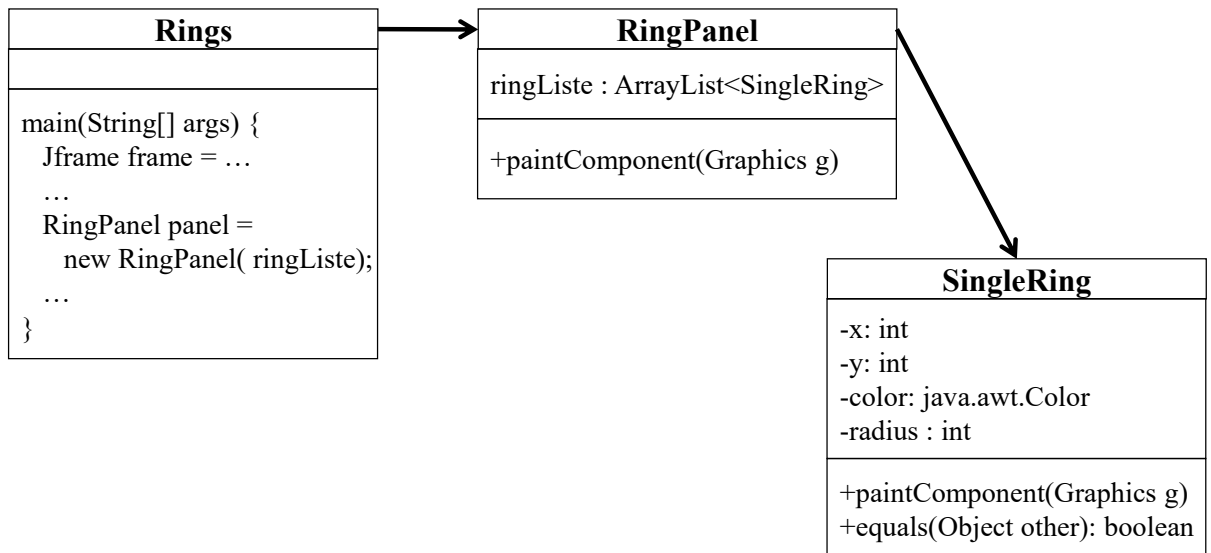 Rings
main(String[] args) {
Jframe frame = …
…
RingPanel panel =
new RingPanel( ringListe);
…
}
RingPanel
ringListe : ArrayList<SingleRing>
+paintComponent(Graphics g)
SingleRing
-x: int
-y: int
-color: java.awt.Color
-radius : int
+paintComponent(Graphics g)
+equals(Object other): boolean